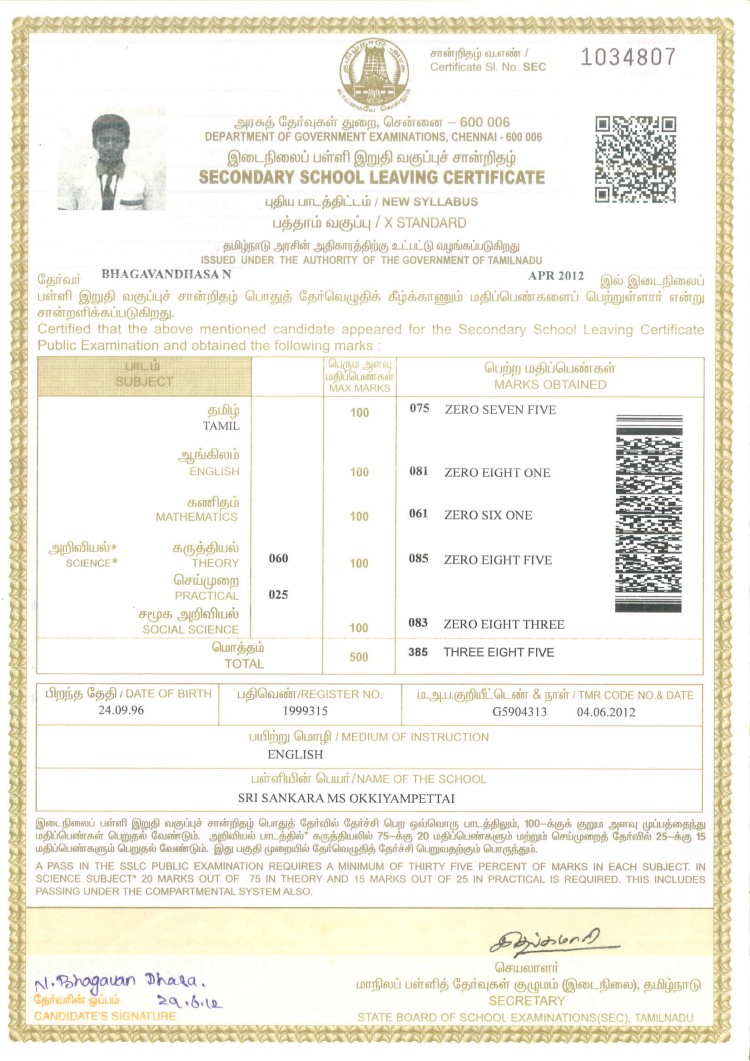 சான்றிதழ் வ.எண் /
Certificate Sl. No. SEC
1034807
அரசுத் தேர்வுகள் துறை, சென்னை – 600 006
DEPARTMENT OF GOVERNMENT EXAMINATIONS, CHENNAI - 600 006
இடைநிலைப் பள்ளி இறுதி வகுப்புச் சான்றிதழ்
SECONDARY SCHOOL LEAVING CERTIFICATE
புதிய பாடத்திட்டம் / NEW SYLLABUS
பத்தாம் வகுப்பு / X STANDARD
தமிழ்நாடு அரசின் அதிகாரத்திற்கு உட்பட்டு வழங்கப்படுகிறது
ISSUED UNDER THE AUTHORITY OF THE GOVERNMENT OF TAMILNADU
தேர்வர் BHAGAVANDHASA N APR 2012 இல் இடைநிலைப்
பள்ளி இறுதி வகுப்புச் சான்றிதழ் பொதுத் தேர்வெழுதிக் கீழ்க்காணும் மதிப்பெண்களைப் பெற்றுள்ளார் என்று
சான்றளிக்கப்படுகிறது.
Certified that the above mentioned candidate appeared for the Secondary School Leaving Certificate
Public Examination and obtained the following marks :
பாடம்
SUBJECT
பெரும அளவு
மதிப்பெண்கள்
MAX MARKS
பெற்ற மதிப்பெண்கள்
MARKS OBTAINED
தமிழ்
TAMIL 100 075 ZERO SEVEN FIVE
ஆங்கிலம்
ENGLISH 100 081 ZERO EIGHT ONE
கணிதம்
MATHEMATICS 100 061 ZERO SIX ONE
அறிவியல்* கருத்தியல்
SCIENCE* THEORY 060 100 085 ZERO EIGHT FIVE
செய்முறை
PRACTICAL 025
சமூக அறிவியல்
SOCIAL SCIENCE 100 083 ZERO EIGHT THREE
மொத்தம்
TOTAL 500 385 THREE EIGHT FIVE
பிறந்த தேதி / DATE OF BIRTH
24.09.96
பதிவெண்/REGISTER NO.
1999315
ம.அ.ப.குறியீட்டெண் & நாள் / TMR CODE NO.& DATE
G5904313 04.06.2012
பயிற்று மொழி / MEDIUM OF INSTRUCTION
ENGLISH
பள்ளியின் பெயர்/NAME OF THE SCHOOL
SRI SANKARA MS OKKIYAMPETTAI
இடைநிலைப் பள்ளி இறுதி வகுப்புச் சான்றிதழ் பொதுத் தேர்வில் தேர்ச்சி பெற ஒவ்வொரு பாடத்திலும், 100-க்குக் குறும அளவு முப்பத்தைந்து
மதிப்பெண்கள் பெறுதல் வேண்டும். அறிவியல் பாடத்தில்* கருத்தியலில் 75-க்கு 20 மதிப்பெண்களும் மற்றும் செய்முறைத் தேர்வில் 25-க்கு 15
மதிப்பெண்களும் பெறுதல் வேண்டும். இது பகுதி முறையில் தேர்வெழுதித் தேர்ச்சி பெறுவதற்கும் பொருந்தும்.
A PASS IN THE SSLC PUBLIC EXAMINATION REQUIRES A MINIMUM OF THIRTY FIVE PERCENT OF MARKS IN EACH SUBJECT. IN
SCIENCE SUBJECT* 20 MARKS OUT OF 75 IN THEORY AND 15 MARKS OUT OF 25 IN PRACTICAL IS REQUIRED. THIS INCLUDES
PASSING UNDER THE COMPARTMENTAL SYSTEM ALSO.
N. Bhagavan Dhasa.
தேர்வரின் ஒப்பம் 29.6.12
CANDIDATE'S SIGNATURE
செயலாளர்
மாநிலப் பள்ளித் தேர்வுகள் குழுமம் (இடைநிலை), தமிழ்நாடு
SECRETARY
STATE BOARD OF SCHOOL EXAMINATIONS(SEC), TAMILNADU